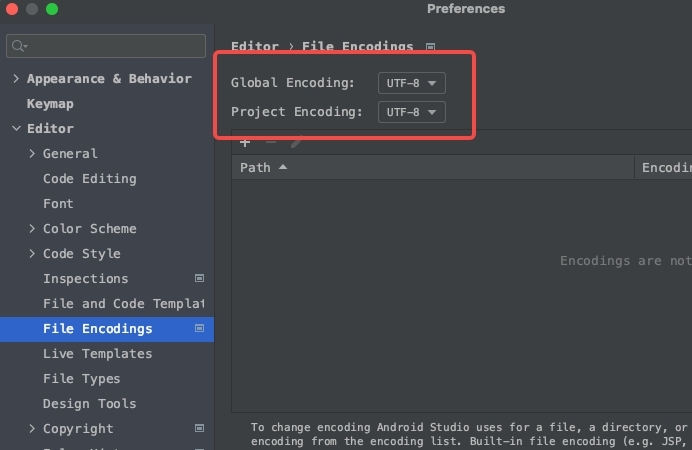 Preferences
Editor › File Encodings
Global Encoding: UTF-8
Project Encoding: UTF-8
Path
Encodin
Encodings are not
To change encoding Android Studio uses for a file, a directory, or
encoding from the encoding list. Built-in file encoding (e.g. JSP,
Appearance & Behavior
Keymap
Editor
General
Code Editing
Font
Color Scheme
Code Style
Inspections
File and Code Templat
File Encodings
Live Templates
File Types
Design Tools
Copyright